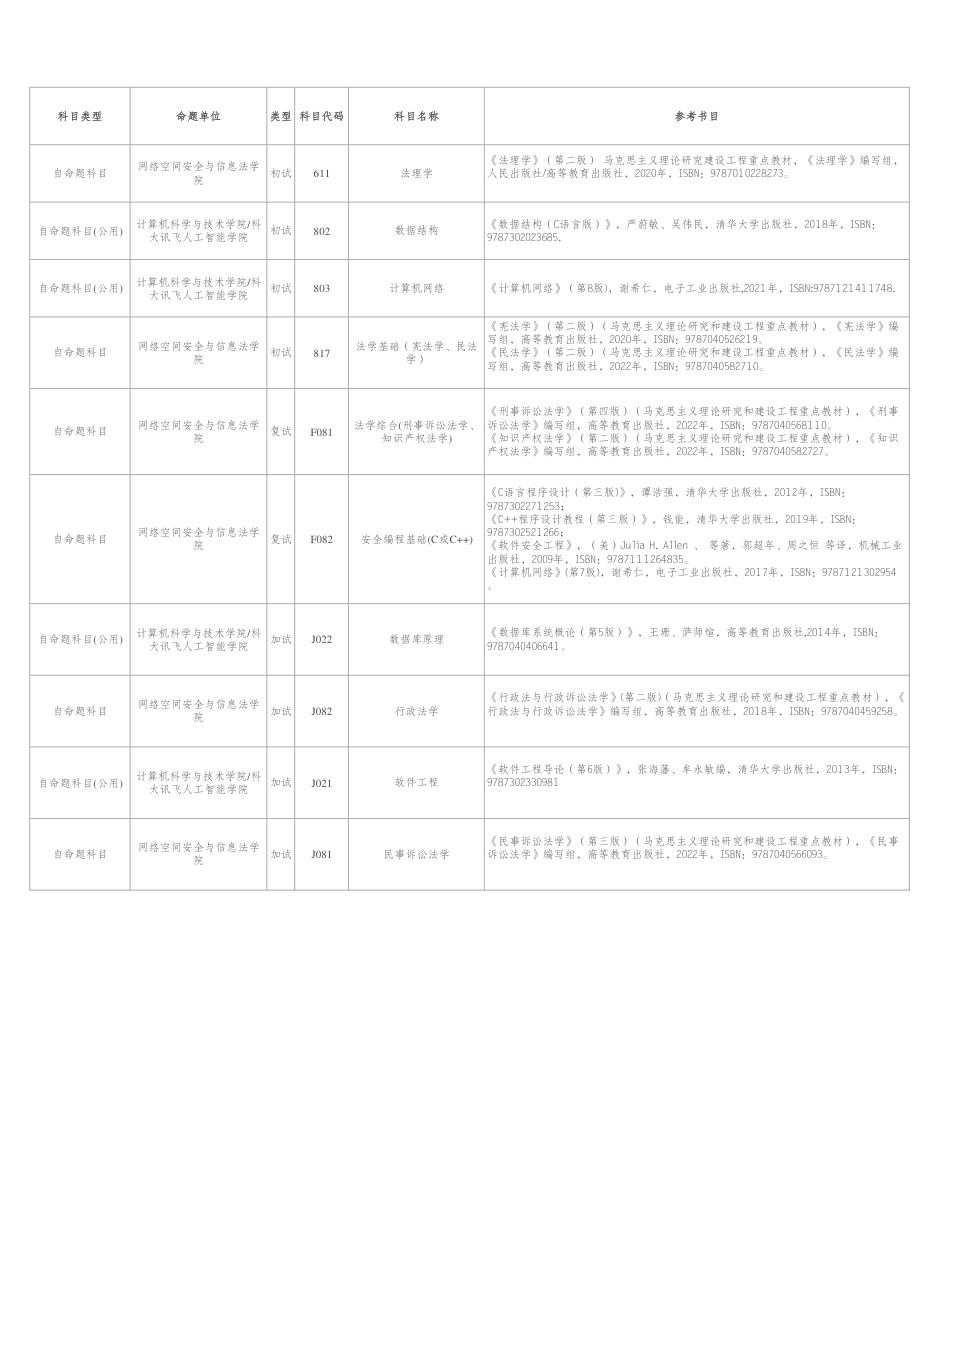 科目类型 命题单位 类型 科目代码 科目名称 参考书目
自命题科目 网络空间安全与信息法学院 初试 611 法理学 《法理学》（第二版） 马克思主义理论研究建设工程重点教材，《法理学》编写组，
人民出版社/高等教育出版社，2020年，ISBN：9787010228273。
自命题科目(公用) 计算机科学与技术学院/科大讯飞人工智能学院 初试 802 数据结构 《数据结构（C语言版）》，严蔚敏、吴伟民，清华大学出版社，2018年，ISBN：
9787302023685.
自命题科目(公用) 计算机科学与技术学院/科大讯飞人工智能学院 初试 803 计算机网络 《计算机网络》（第8版)，谢希仁，电子工业出版社,2021年，ISBN:9787121411748.
自命题科目 网络空间安全与信息法学院 初试 817 法学基础（宪法学、民法学） 《宪法学》（第二版）（马克思主义理论研究和建设工程重点教材），《宪法学》编
写组，高等教育出版社，2020年，ISBN：9787040526219。
《民法学》（第二版）（马克思主义理论研究和建设工程重点教材），《民法学》编
写组，高等教育出版社，2022年，ISBN：9787040582710。
自命题科目 网络空间安全与信息法学院 复试 F081 法学综合(刑事诉讼法学、知识产权法学) 《刑事诉讼法学》（第四版）（马克思主义理论研究和建设工程重点教材），《刑事
诉讼法学》编写组，高等教育出版社，2022年，ISBN：9787040568110。
《知识产权法学》（第二版）（马克思主义理论研究和建设工程重点教材），《知识
产权法学》编写组，高等教育出版社，2022年，ISBN：9787040582727。
自命题科目 网络空间安全与信息法学院 复试 F082 安全编程基础(C或C++) 《C语言程序设计（第三版)》，谭浩强，清华大学出版社，2012年，ISBN：
9787302271253；
《C++程序设计教程（第三版）》，钱能，清华大学出版社，2019年，ISBN：
9787302521266；
《软件安全工程》，（美）Julia H. Allen 、 等著，郭超年、周之恒 等译，机械工业
出版社，2009年，ISBN：9787111264835。
《计算机网络》(第7版)，谢希仁，电子工业出版社，2017年，ISBN：9787121302954
。
自命题科目(公用) 计算机科学与技术学院/科大讯飞人工智能学院 加试 J022 数据库原理 《数据库系统概论（第5版）》，王珊、萨师煊，高等教育出版社,2014年，ISBN：
9787040406641。
自命题科目 网络空间安全与信息法学院 加试 J082 行政法学 《行政法与行政诉讼法学》(第二版)（马克思主义理论研究和建设工程重点教材），《
行政法与行政诉讼法学》编写组，高等教育出版社，2018年，ISBN：9787040459258。
自命题科目(公用) 计算机科学与技术学院/科大讯飞人工智能学院 加试 J021 软件工程 《软件工程导论（第6版）》，张海藩、牟永敏编，清华大学出版社，2013年，ISBN：
9787302330981
自命题科目 网络空间安全与信息法学院 加试 J081 民事诉讼法学 《民事诉讼法学》（第三版）（马克思主义理论研究和建设工程重点教材），《民事
诉讼法学》编写组，高等教育出版社，2022年，ISBN：9787040566093。